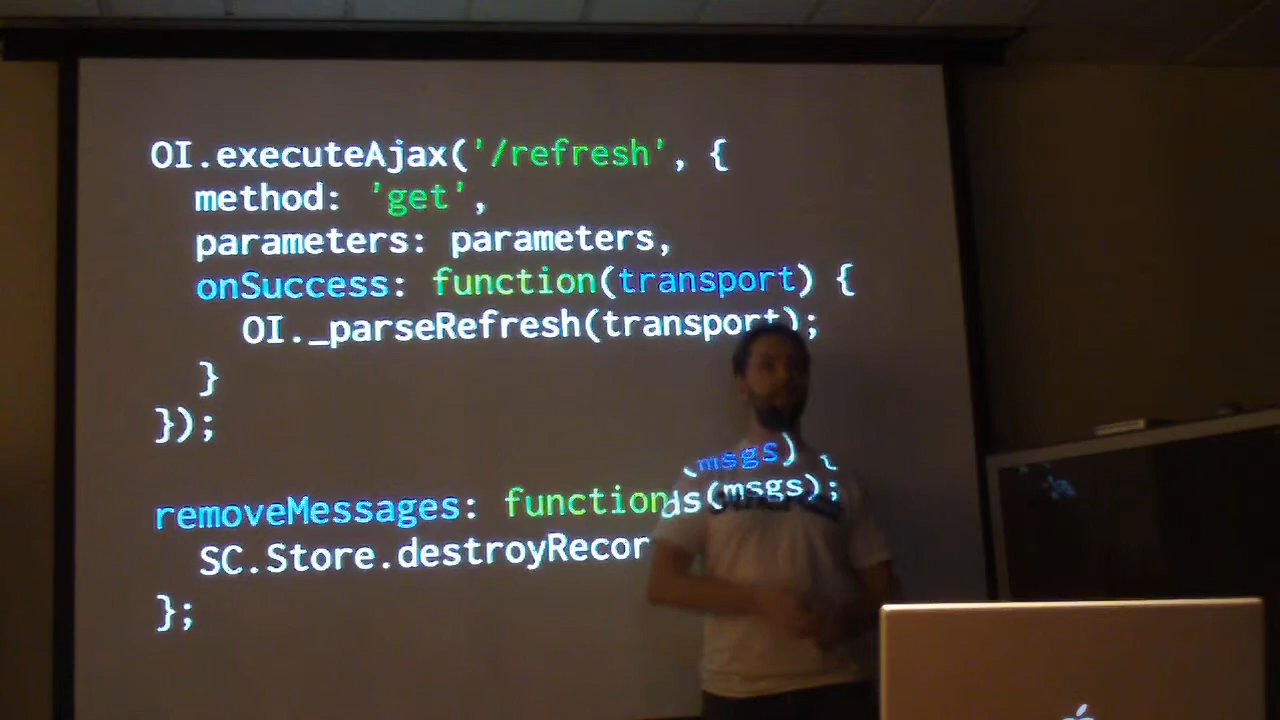 OI.executeAjax('/refresh', {
method: 'get',
parameters: parameters,
onSuccess: function(transport) {
OI._parseRefresh(transport);
}
});
removeMessages: function(msgs) {
SC.Store.destroyRecords(msgs);
};